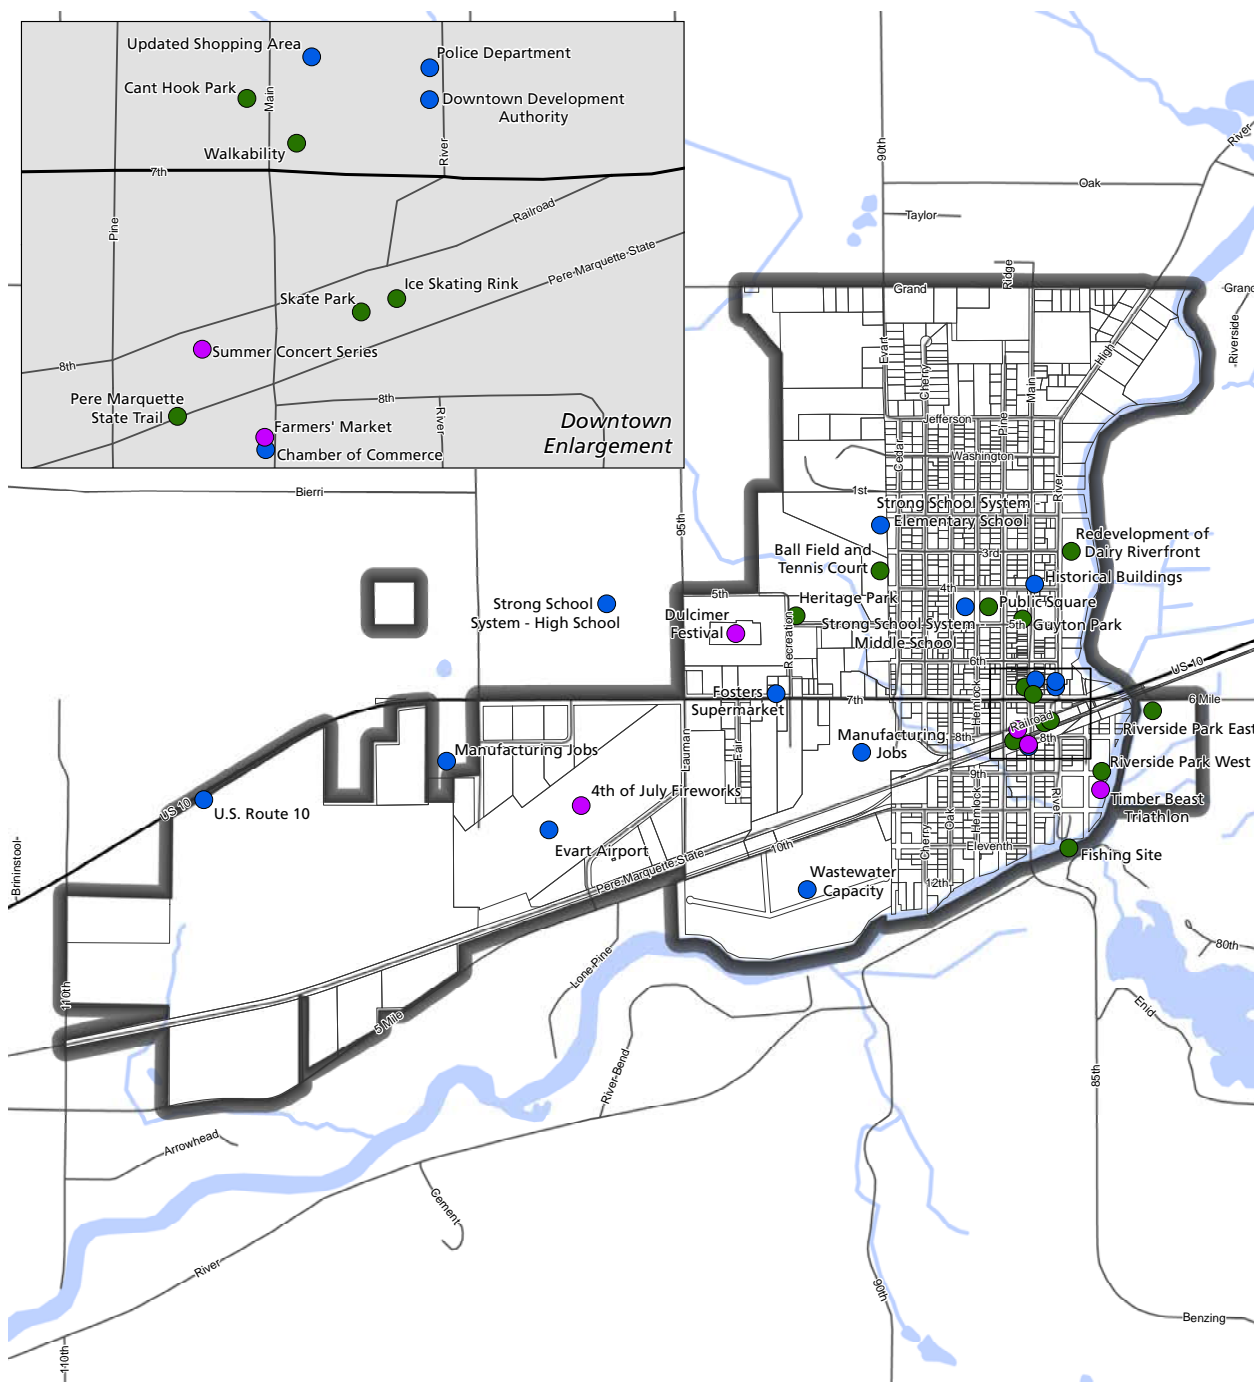 Updated Shopping Area
Police Department
Cant Hook Park
Main
Downtown Development
Authority
Walkability
River
7th
Pine
Railroad
Pere-Marquette-State
Ice Skating Rink
Skate Park
Summer Concert Series
8th
Pere Marquette
State Trail
8th
River
Farmers' Market
Chamber of Commerce
Downtown
Enlargement
90th
River
Oak
Taylor
Ridge
Grand
Grand
Riverside
Evart
High
Cherry
Main
Pine
Jefferson
Cedar
Washington
Bierri
95th
1st
River
Strong School System -
Elementary School
Redevelopment of
Dairy Riverfront
3rd
Ball Field and
Tennis Court
Historical Buildings
4th
5th
Heritage Park
Public Square
Strong School
System - High School
Dulcimer
Festival
Strong School System
Middle School
5th
Guyton Park
Recreation
6th
US 10
Fosters
Supermarket
7th
Hemlock
6 Mile
Railroad
Riverside Park East
Manufacturing Jobs
Lauman
Fair
Manufacturing
Jobs
8th
8th
Riverside Park West
9th
4th of July Fireworks
US 10
U.S. Route 10
Timber Beast
Triathlon
River
Hemlock
Oak
Cherry
Evart Airport
10th
Eleventh
Fishing Site
Brininstool
Pere-Marquette-State
Wastewater
Capacity
12th
80th
Lone-Pine
110th
5 Mile
Enid
River-Bend
85th
Arrowhead
Cement
River
90th
Benzing
110th